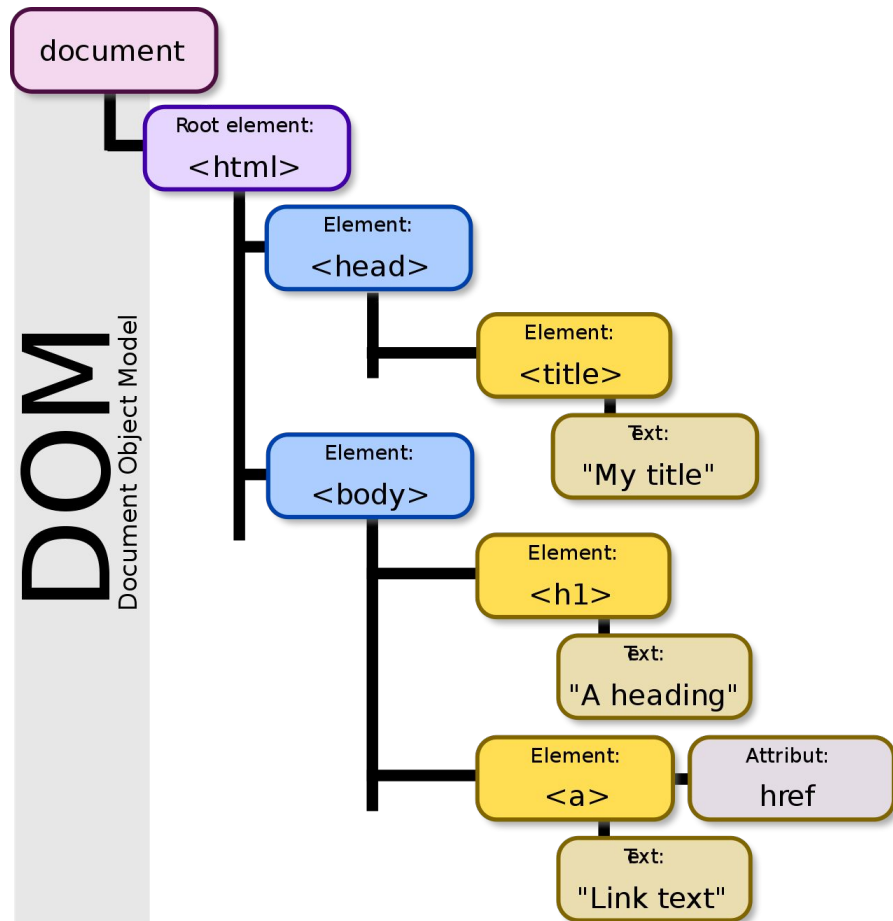 document
Root element:
<html>
Element:
<head>
Element:
<title>
Text:
"My title"
Element:
<body>
Element:
<h1>
Text:
"A heading"
Element:
<a>
Attribut:
href
Text:
"Link text"
DOM
Document Object Model